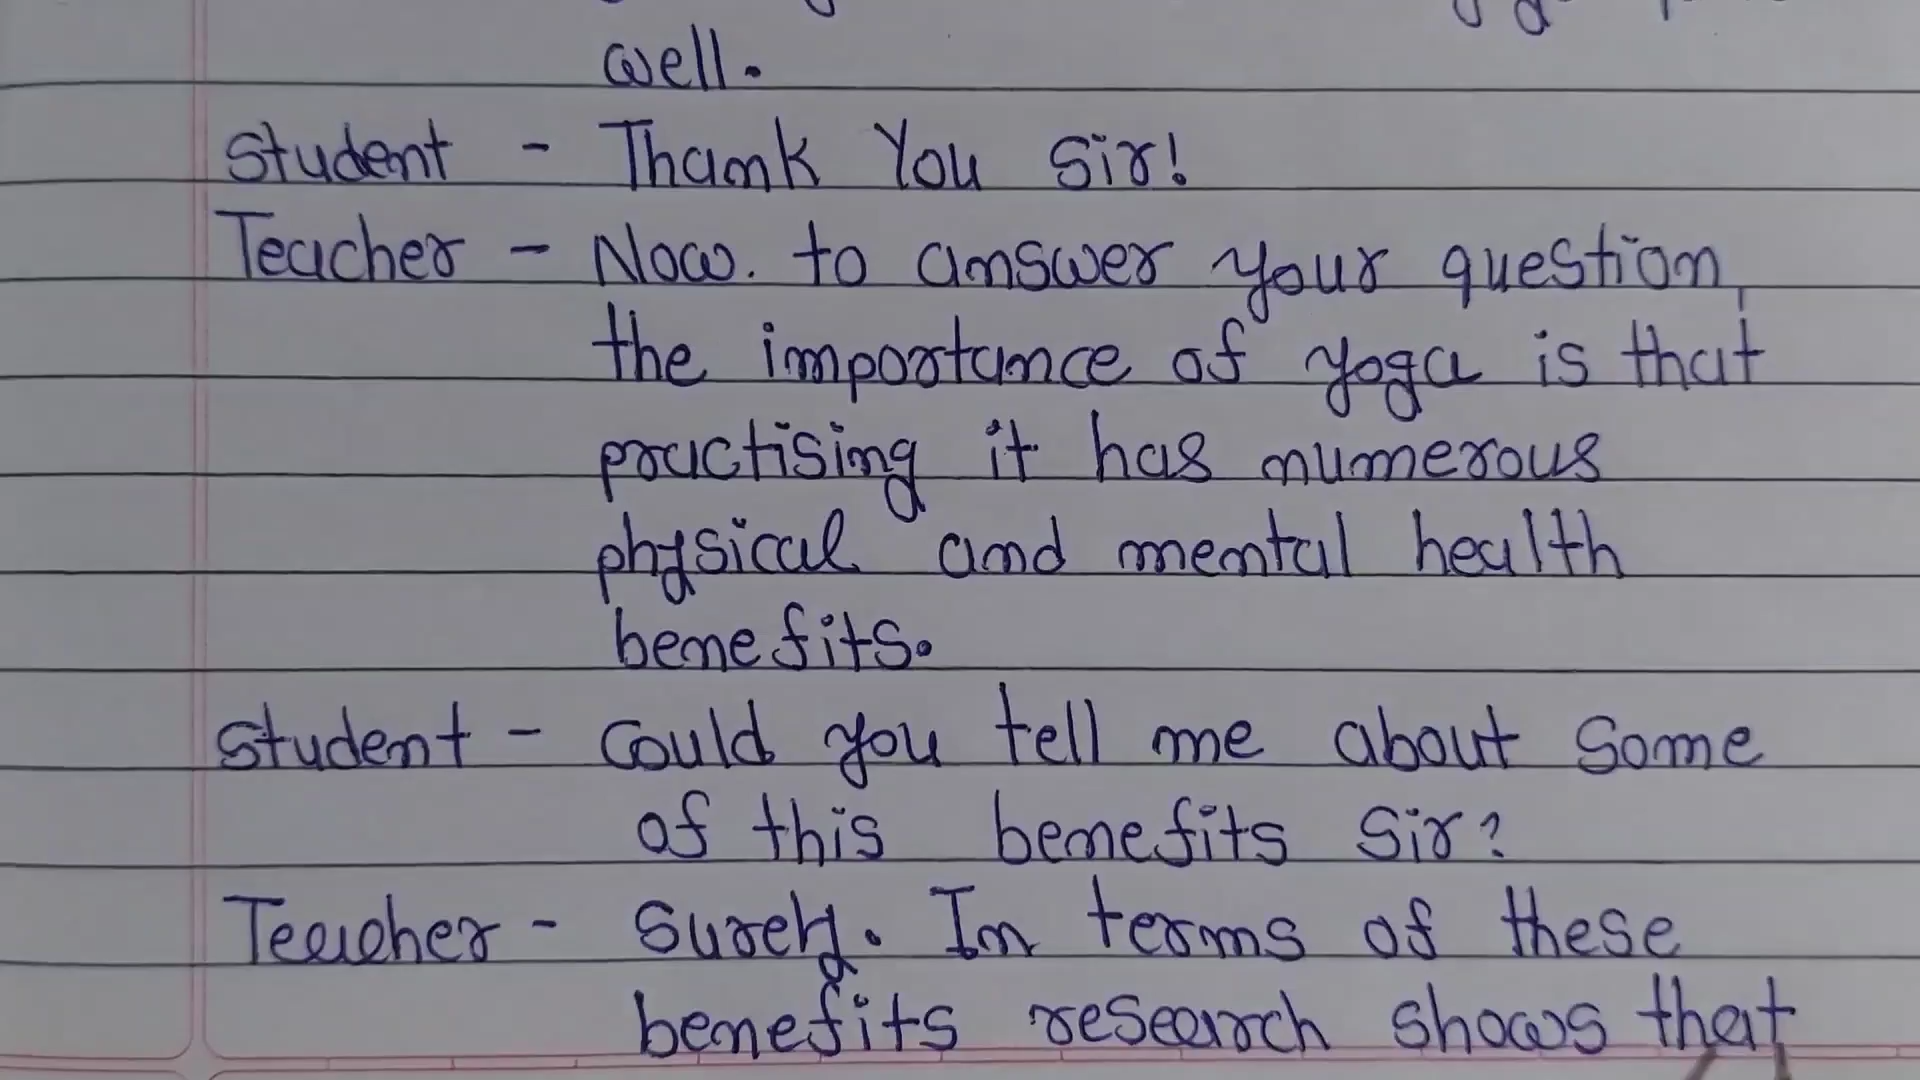 well.
Student - Thank You Sir!
Teacher - Now. to answer your question,
the importance of yoga is that
practising it has numerous
physical and mental health
benefits.
Student - Could you tell me about Some
of this benefits Sir?
Teacher - Surely. In terms of these
benefits research shows that